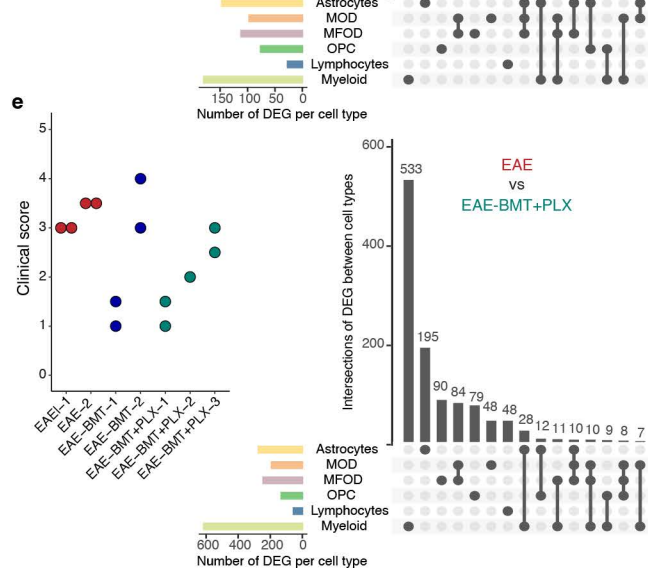 Astrocytes
MOD
MFOD
OPC
Lymphocytes
Myeloid
150 100 50 0
Number of DEG per cell type
e
5
4
3
2
1
0
Clinical score
EAEI-1
EAE-2
EAE-BMT-1
EAE-BMT-2
EAE-BMT+PLX-1
EAE-BMT+PLX-2
EAE-BMT+PLX-3
600
400
200
Intersections of DEG between cell types
EAE
vs
EAE-BMT+PLX
533
195
90 84 79 48 48 28 12 11 10 10 9 8 7
Astrocytes
MOD
MFOD
OPC
Lymphocytes
Myeloid
600 400 200 0
Number of DEG per cell type